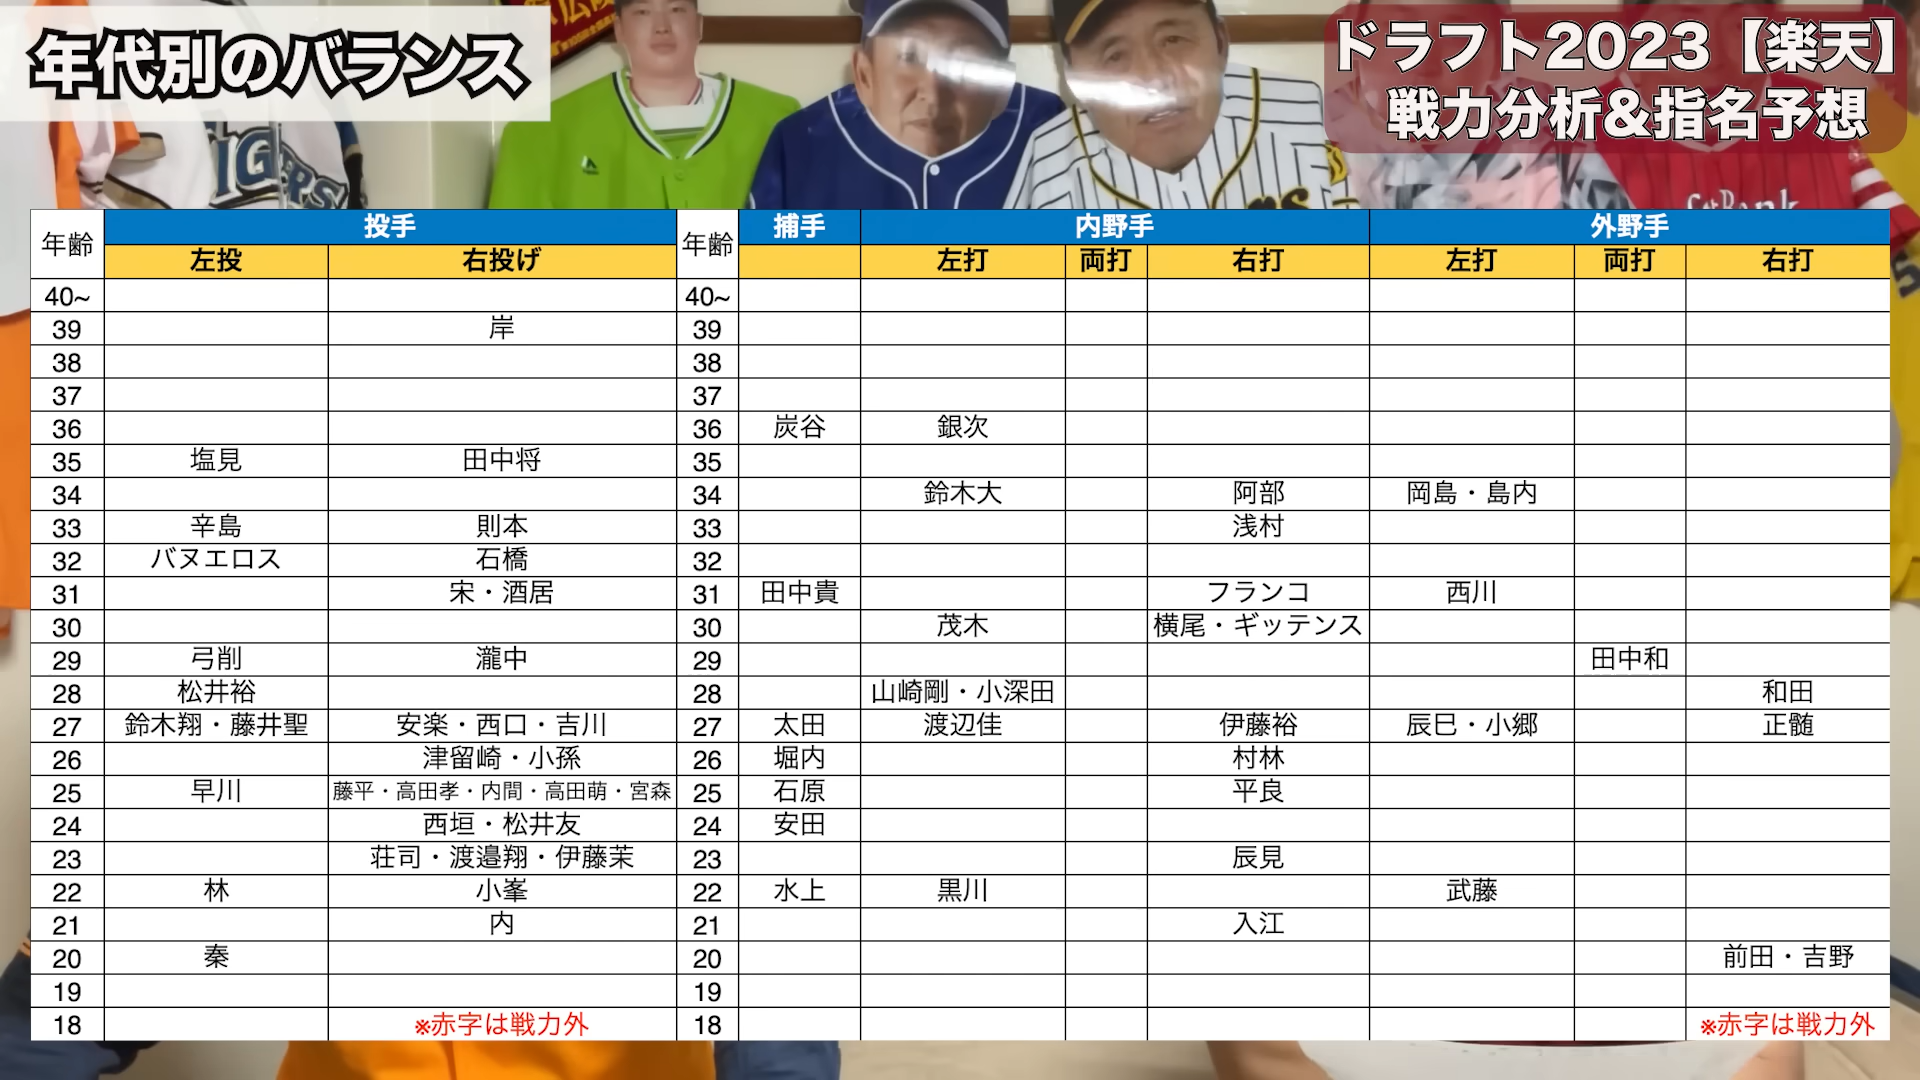 年代別のバランス
ドラフト2023【楽天】
戦力分析&指名予想
IGERS
年齢 投手 年齢 捕手 内野手 外野手
左投 右投げ 左打 両打 右打 左打 両打 右打
40~ 40~
39 岸 39
38 38
37 37
36 36 炭谷 銀次
35 塩見 田中将 35
34 34 鈴木大 阿部 岡島・島内
33 辛島 則本 33 浅村
32 バヌエロス 石橋 32
31 宋・酒居 31 田中貴 フランコ 西川
30 30 茂木 横尾・ギッテンス
29 弓削 瀧中 29 田中和
28 松井裕 28 山崎剛・小深田 和田
27 鈴木翔・藤井聖 安楽・西口・吉川 27 太田 渡辺佳 伊藤裕 辰巳・小郷 正髄
26 津留崎・小孫 26 堀内 村林
25 早川 藤平・高田孝・内間・高田萌・宮森 25 石原 平良
24 西垣・松井友 24 安田
23 荘司・渡邉翔・伊藤茉 23 辰見
22 林 小峯 22 水上 黒川 武藤
21 内 21 入江
20 秦 20 前田・吉野
19 19
18 ※赤字は戦力外 18 ※赤字は戦力外